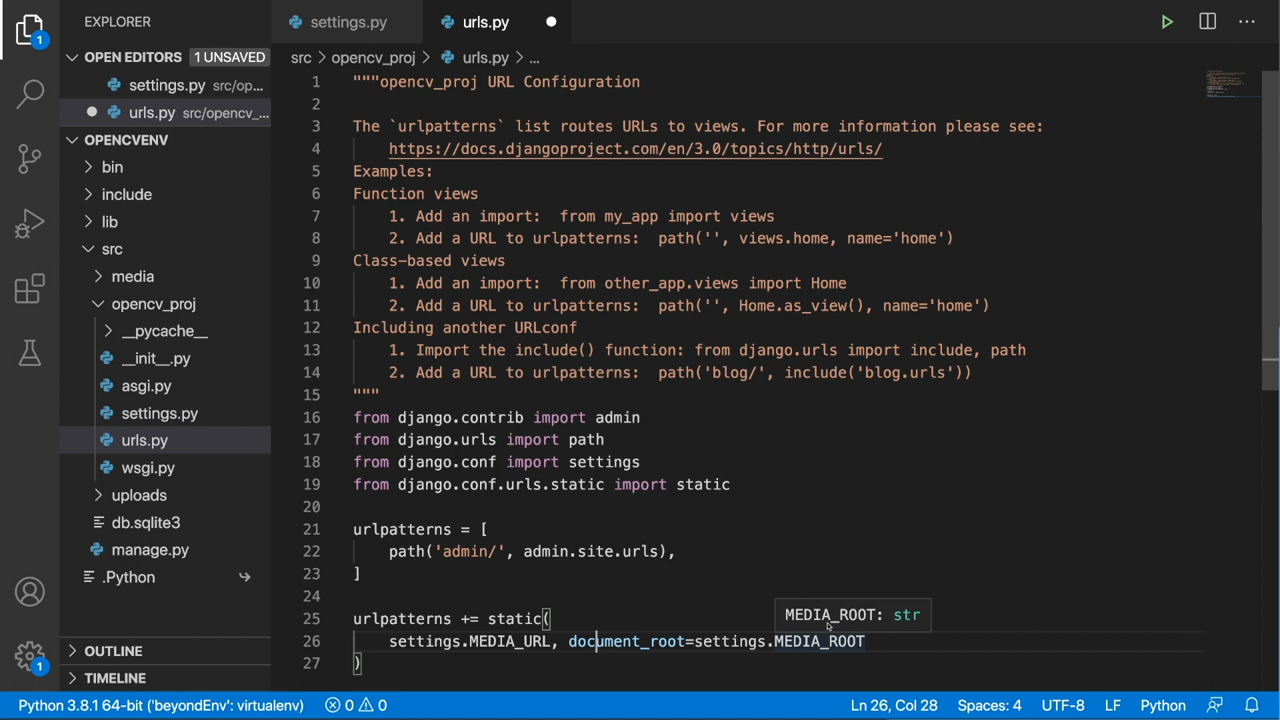 EXPLORER
settings.py
urls.py
1
OPEN EDITORS 1 UNSAVED
src opencv_proj urls.py ...
settings.py src/op...
urls.py src/opencv_...
OPENCVENV
bin
include
lib
src
media
opencv_proj
__pycache__
__init__.py
asgi.py
settings.py
urls.py
wsgi.py
uploads
db.sqlite3
manage.py
.Python
OUTLINE
TIMELINE
1
1 """opencv_proj URL Configuration
2
3 The `urlpatterns` list routes URLs to views. For more information please see:
4 https://docs.djangoproject.com/en/3.0/topics/http/urls/
5 Examples:
6 Function views
7 1. Add an import:  from my_app import views
8 2. Add a URL to urlpatterns:  path('', views.home, name='home')
9 Class-based views
10 1. Add an import:  from other_app.views import Home
11 2. Add a URL to urlpatterns:  path('', Home.as_view(), name='home')
12 Including another URLconf
13 1. Import the include() function: from django.urls import include, path
14 2. Add a URL to urlpatterns:  path('blog/', include('blog.urls'))
15 """
16 from django.contrib import admin
17 from django.urls import path
18 from django.conf import settings
19 from django.conf.urls.static import static
20
21 urlpatterns = [
22 path('admin/', admin.site.urls),
23 ]
24
MEDIA_ROOT: str
25 urlpatterns += static(
26 settings.MEDIA_URL, document_root=settings.MEDIA_ROOT
27 )
Python 3.8.1 64-bit ('beyondEnv': virtualenv) 0 0 Ln 26, Col 28 Spaces: 4 UTF-8 LF Python